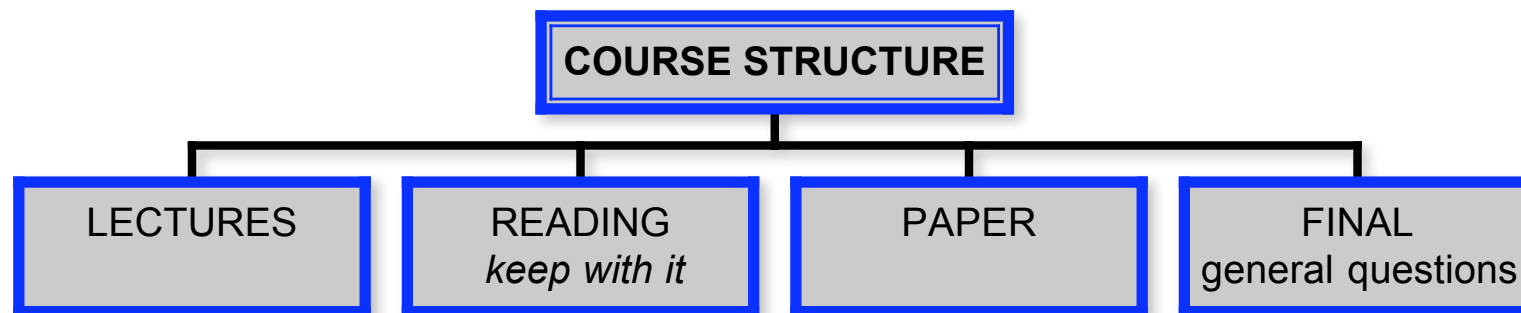 COURSE STRUCTURE
LECTURES
READING
keep with it
PAPER
FINAL
general questions